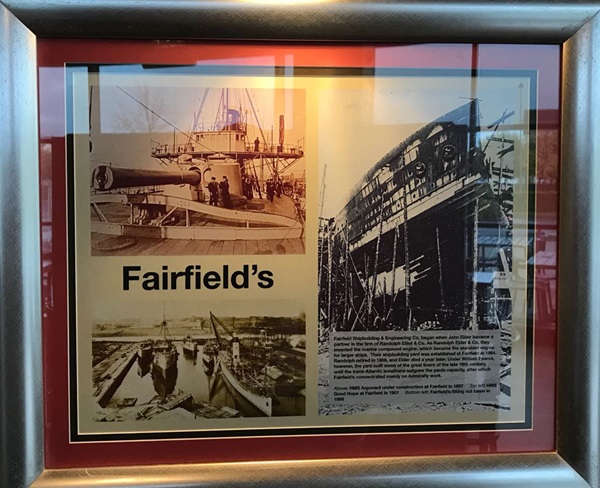 Fairfield's
Fairfield Shipbuilding & Engineering Co. began when John Elder became a
partner in the firm of Randolph Elliot & Co. As Randolph Elder & Co. they
invented the marine compound engine, which became the standard engine
for larger ships. Their shipbuilding yard was established at Fairfield in 1864.
Randolph retired in 1868, and Elder died a year later. Under William Pearce,
however, the yard built some of the great liners of the late 19th century,
until the trans-Atlantic leviathans outgrew the yards capacity, after which
Fairfield's concentrated mainly on Admiralty work.
Above: HMS Argonaut under construction at Fairfield in 1897 Top left: HMS
Good Hope at Fairfield in 1901 Bottom left: Fairfield's fitting out basin in